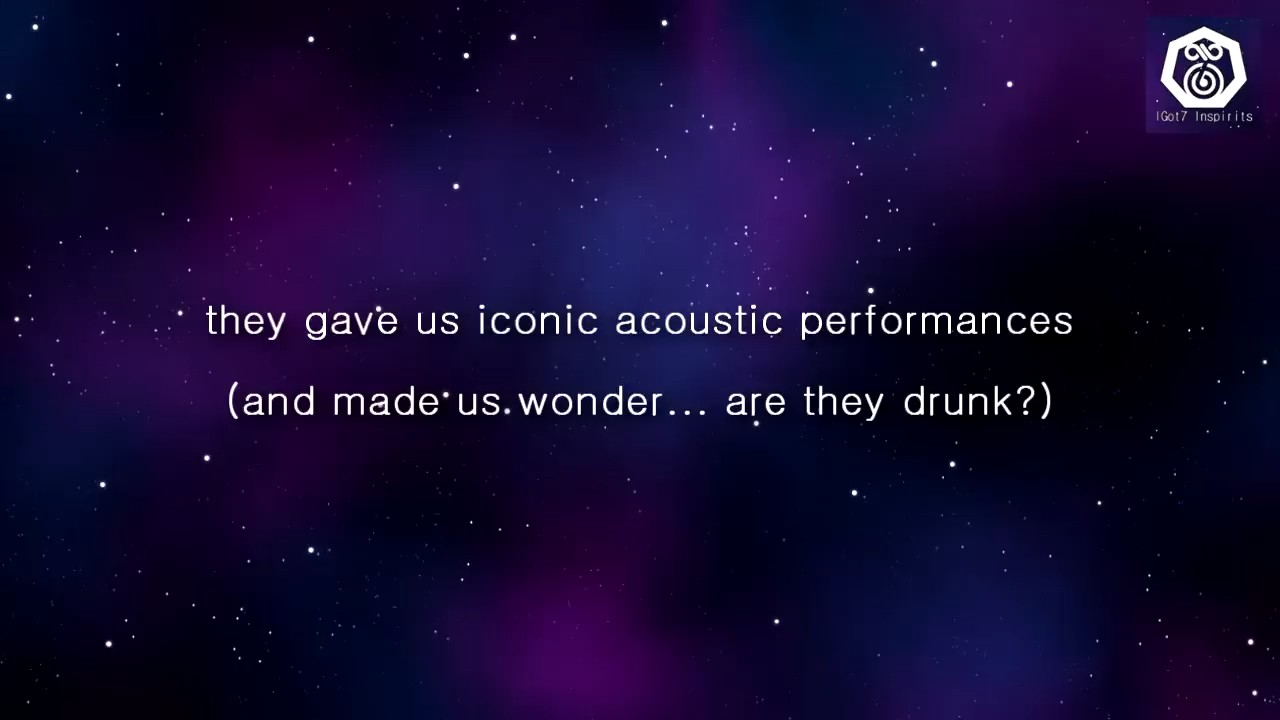 IGot7 Inspirits
they gave us iconic acoustic performances
(and made us wonder... are they drunk?)